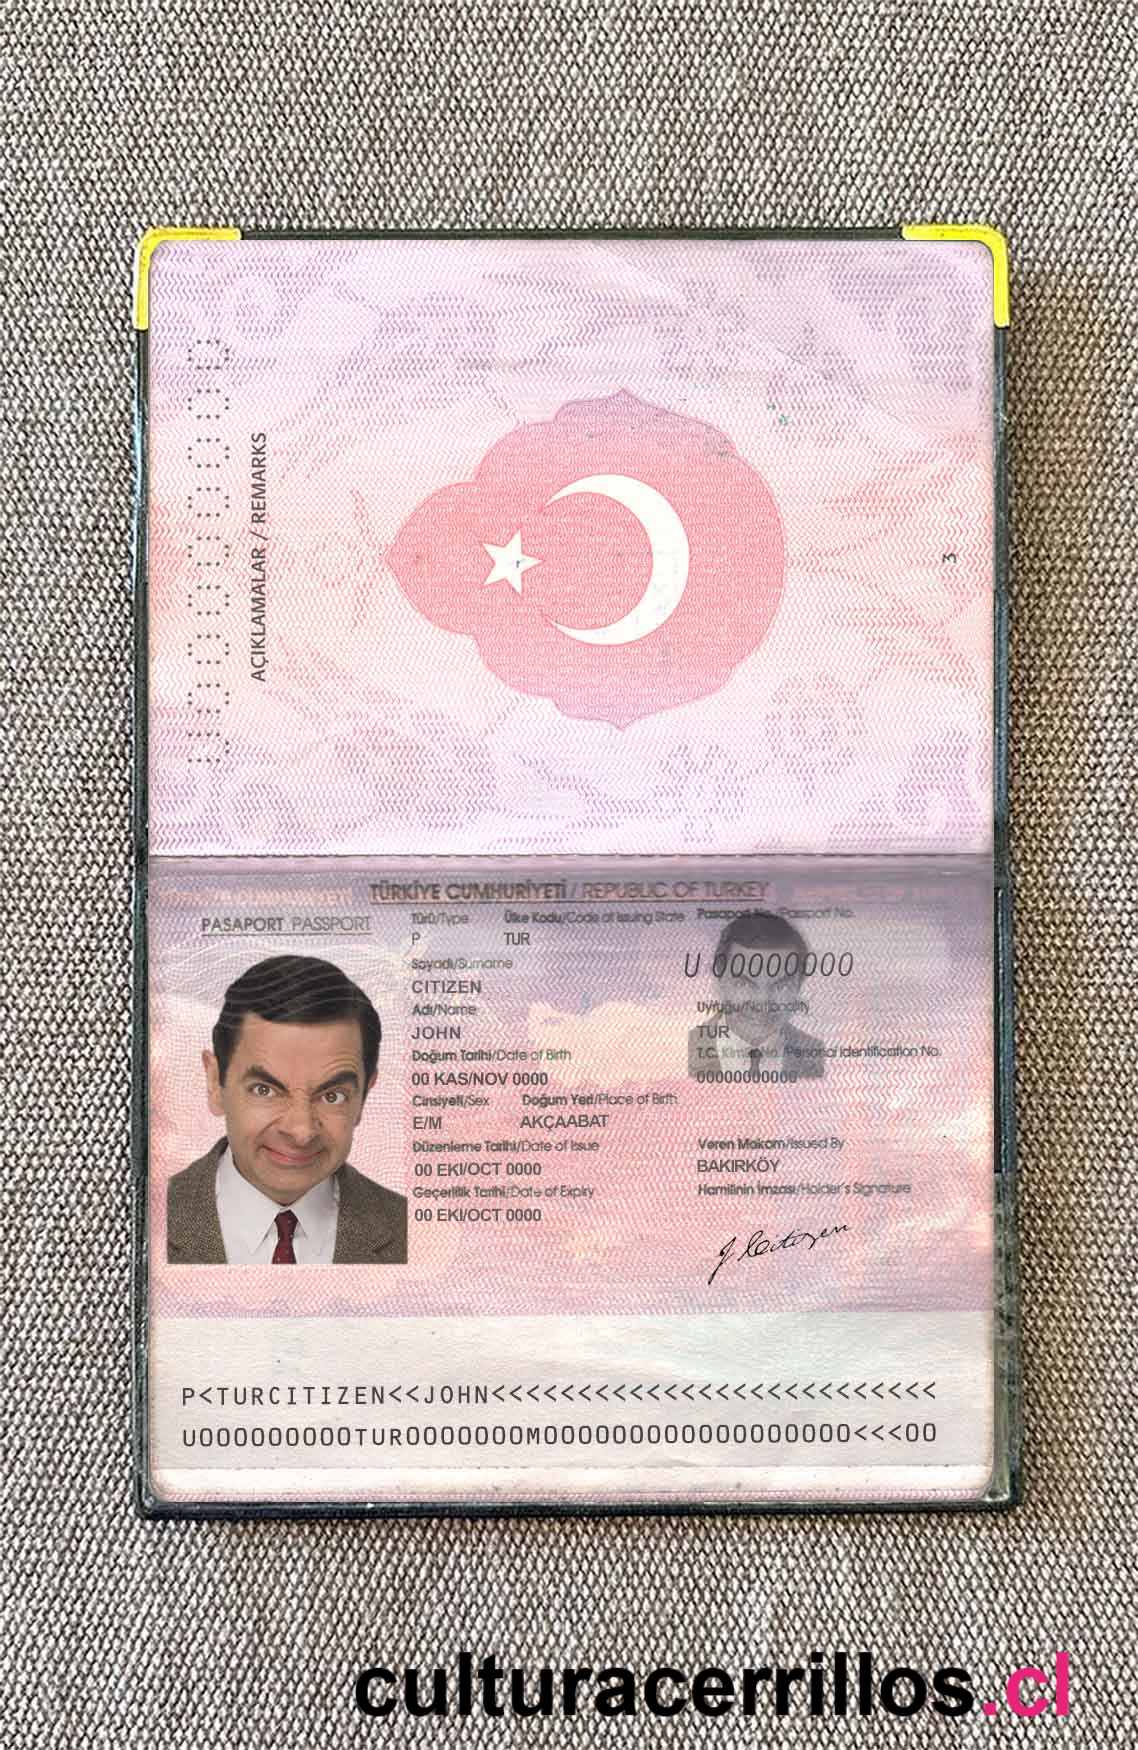 00000000
AÇIKLAMALAR / REMARKS
3
TÜRKİYE CUMHURİYETİ / REPUBLIC OF TURKEY
PASAPORT PASSPORT
Türü/Type Ülke Kodu/Code of Issuing State Pasaport No./Passport No.
P TUR
U 00000000
Soyadı/Surname
CITIZEN
Adı/Name Uyruğu/Nationality
JOHN TUR
Doğum Tarihi/Date of Birth T.C. Kimlik No./Personal Identification No.
00 KAS/NOV 0000 00000000000
Cinsiyeti/Sex Doğum Yeri/Place of Birth
E/M AKÇAABAT
Düzenleme Tarihi/Date of Issue Veren Makam/Issued By
00 EKI/OCT 0000 BAKIRKÖY
Geçerlilik Tarihi/Date of Expiry Hamilinin İmzası/Holder's Signature
00 EKI/OCT 0000
J Citizen
P<TURCITIZEN<<JOHN<<<<<<<<<<<<<<<<<<<<<<<<<<
U000000000TUR0000000M000000000000000000<<<00
culturacerrillos.cl